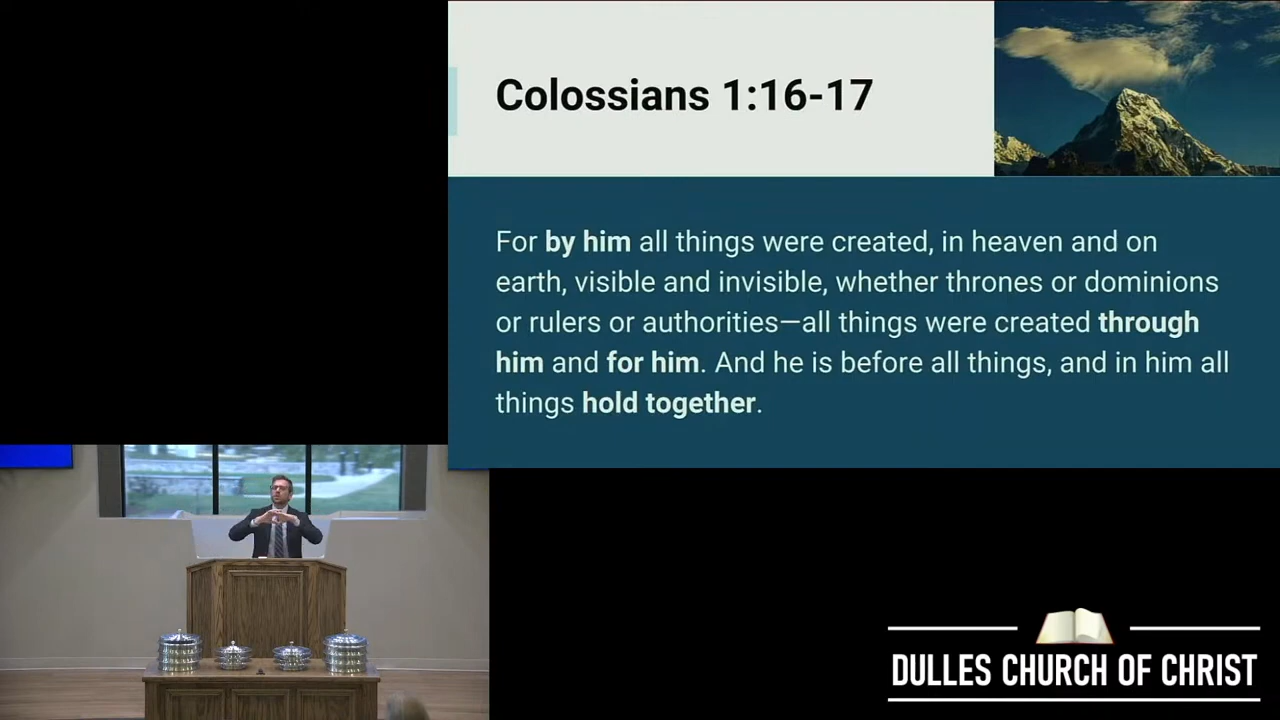 Colossians 1:16-17
For by him all things were created, in heaven and on
earth, visible and invisible, whether thrones or dominions
or rulers or authorities—all things were created through
him and for him. And he is before all things, and in him all
things hold together.
DULLES CHURCH OF CHRIST